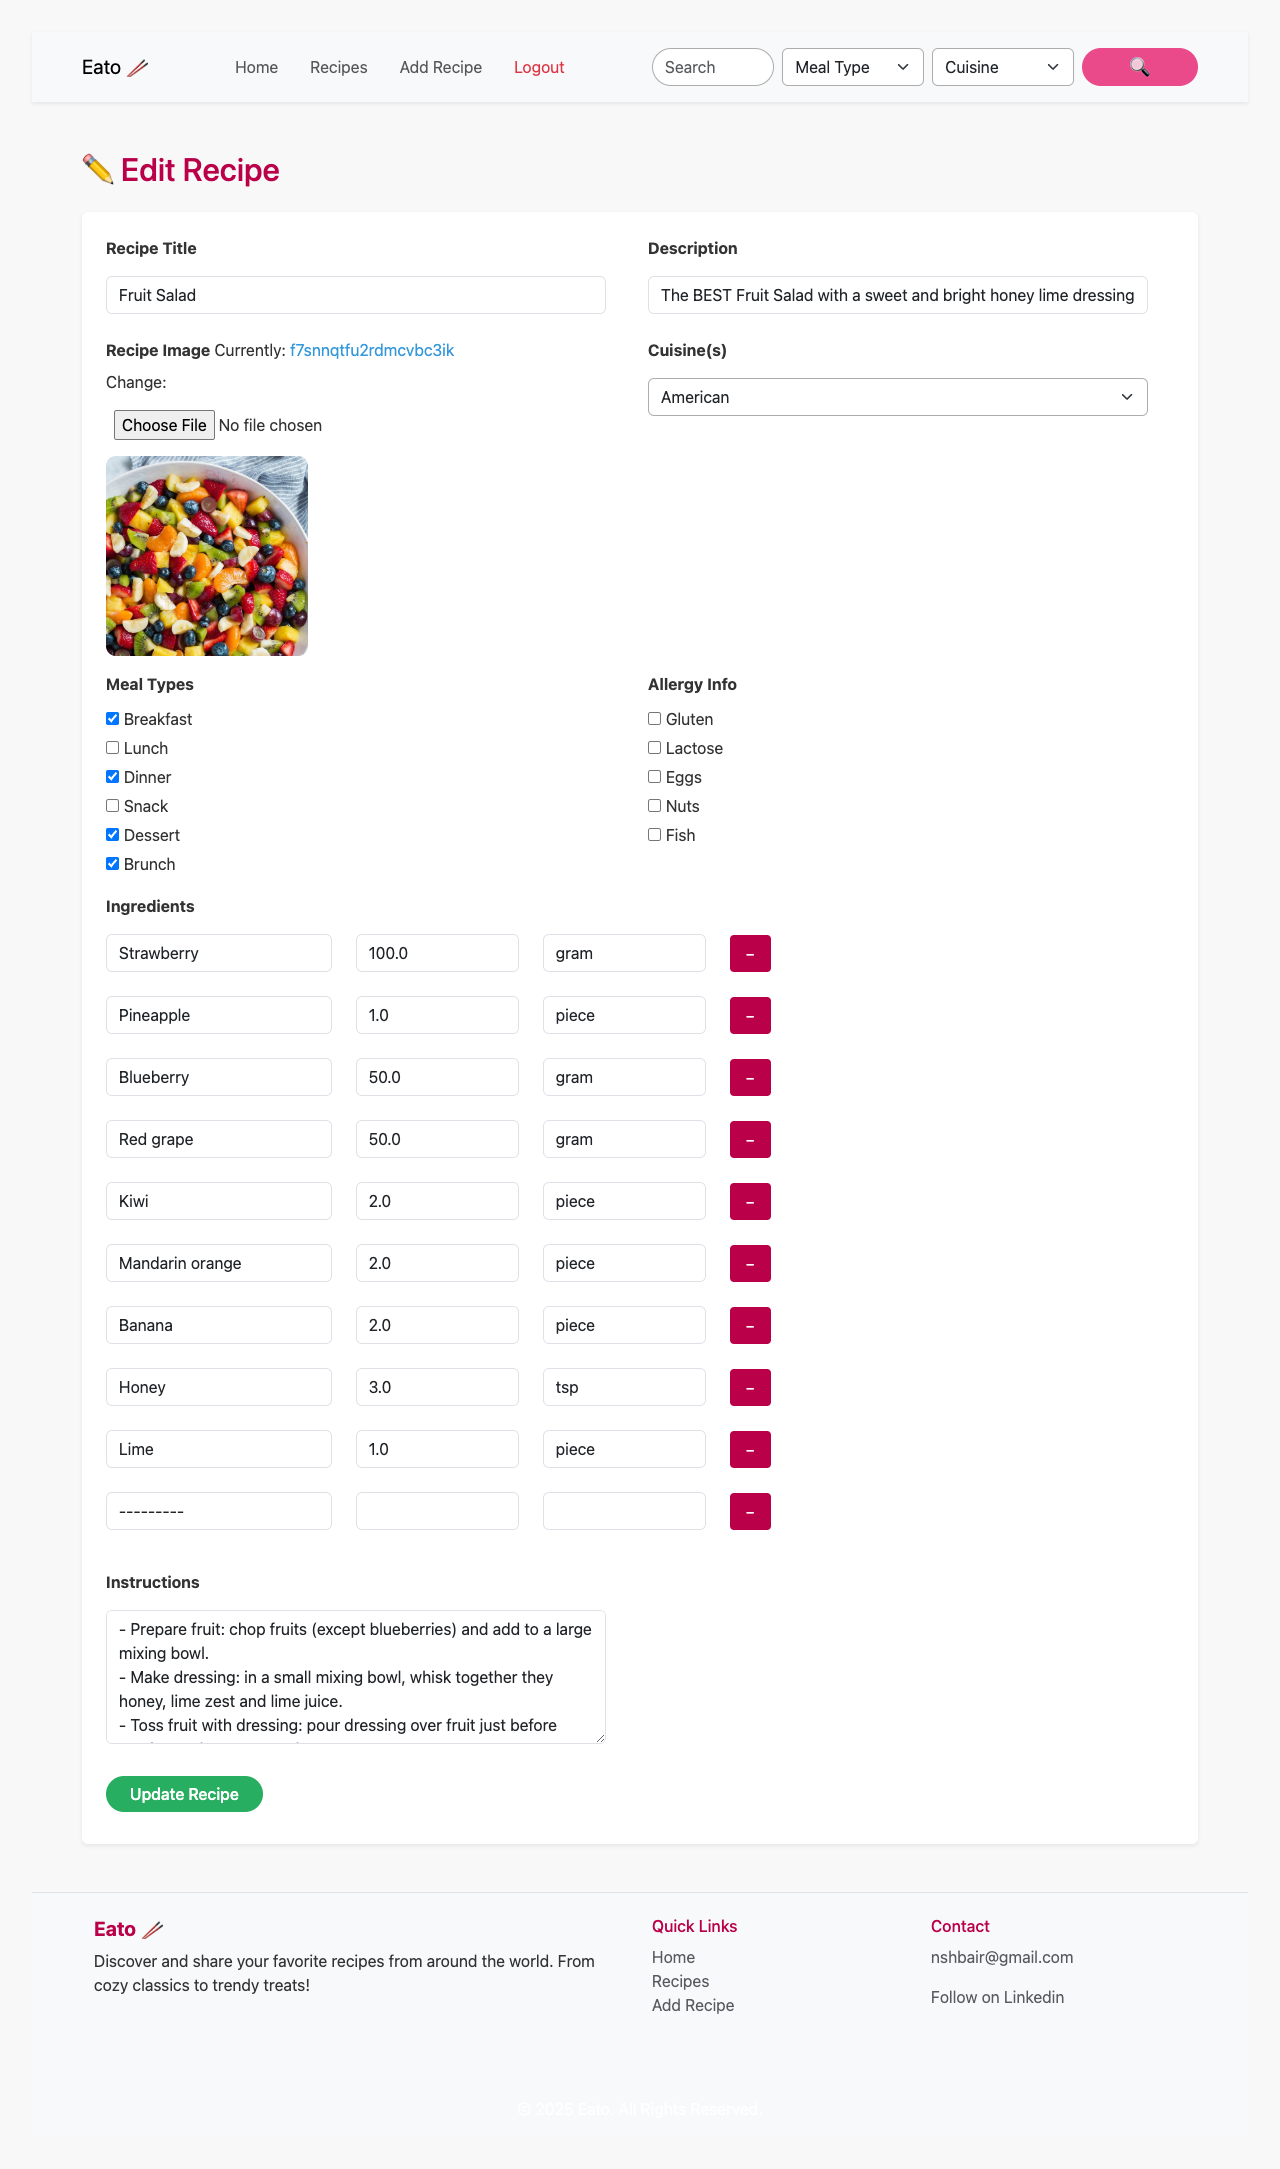 Eato
Home
Recipes
Add Recipe
Logout
Search
Meal Type
Cuisine
Edit Recipe
Recipe Title
Description
Fruit Salad
The BEST Fruit Salad with a sweet and bright honey lime dressing
Recipe Image Currently: f7snnqtfu2rdmcvbc3ik
Cuisine(s)
Change:
American
Choose File No file chosen
Meal Types
Allergy Info
Breakfast
Gluten
Lunch
Lactose
Dinner
Eggs
Snack
Nuts
Dessert
Fish
Brunch
Ingredients
Strawberry 100.0 gram –
Pineapple 1.0 piece –
Blueberry 50.0 gram –
Red grape 50.0 gram –
Kiwi 2.0 piece –
Mandarin orange 2.0 piece –
Banana 2.0 piece –
Honey 3.0 tsp –
Lime 1.0 piece –
--------- –
Instructions
- Prepare fruit: chop fruits (except blueberries) and add to a large
mixing bowl.
- Make dressing: in a small mixing bowl, whisk together they
honey, lime zest and lime juice.
- Toss fruit with dressing: pour dressing over fruit just before
Update Recipe
Eato
Discover and share your favorite recipes from around the world. From
cozy classics to trendy treats!
Quick Links
Home
Recipes
Add Recipe
Contact
nshbair@gmail.com
Follow on Linkedin
© 2025 Eato. All Rights Reserved.